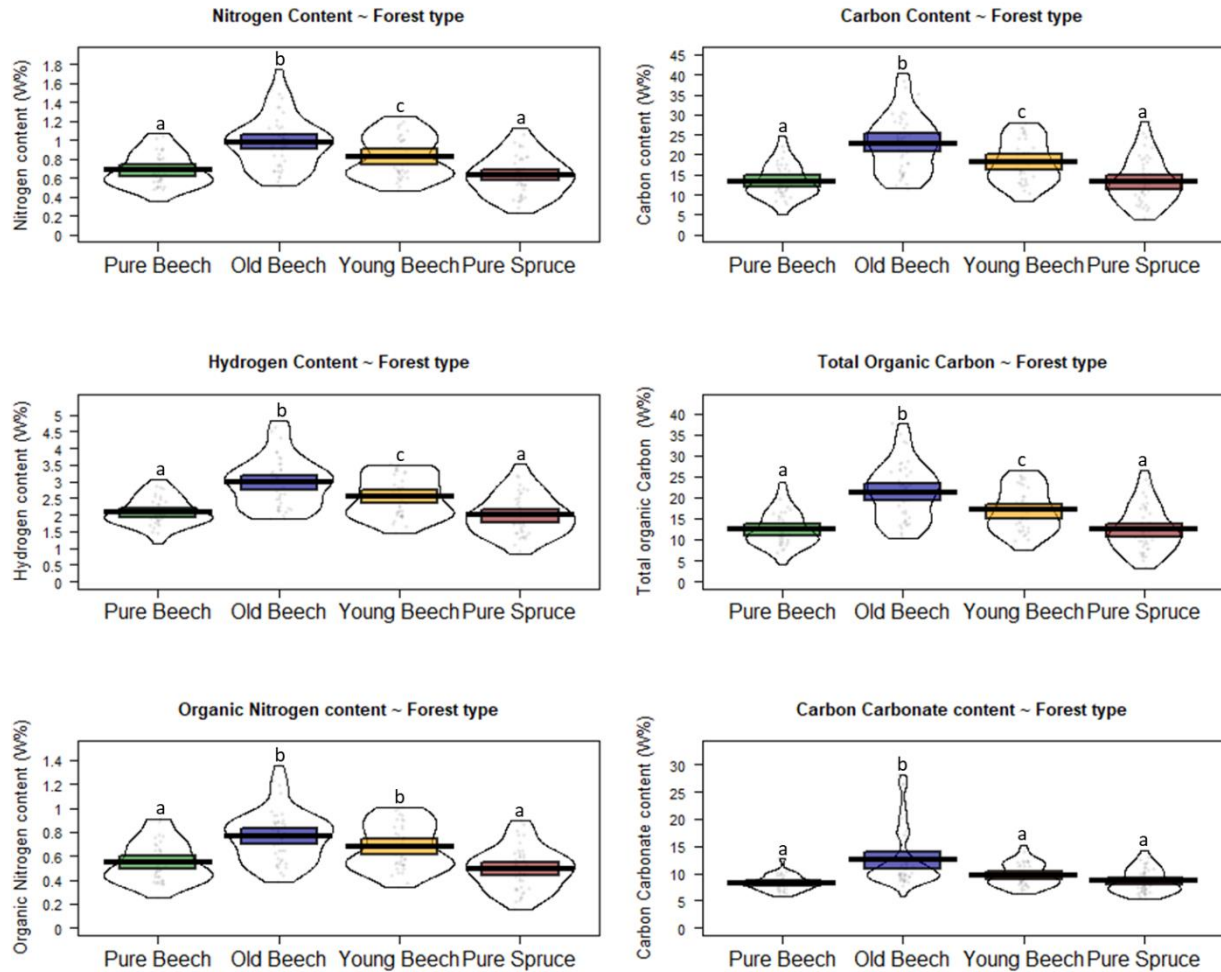 Nitrogen Content ~ Forest type
Nitrogen content (W%)
1.8
1.6
1.4
1.2
1
0.8
0.6
0.4
0.2
0
a
b
c
a
Pure Beech Old Beech Young Beech Pure Spruce
Carbon Content ~ Forest type
Carbon content (W%)
45
40
35
30
25
20
15
10
5
0
a
b
c
a
Pure Beech Old Beech Young Beech Pure Spruce
Hydrogen Content ~ Forest type
Hydrogen content (W%)
5
4.5
4
3.5
3
2.5
2
1.5
1
0.5
0
a
b
c
a
Pure Beech Old Beech Young Beech Pure Spruce
Total Organic Carbon ~ Forest type
Total organic Carbon (W%)
40
35
30
25
20
15
10
5
0
a
b
c
a
Pure Beech Old Beech Young Beech Pure Spruce
Organic Nitrogen content ~ Forest type
Organic Nitrogen content (W%)
1.4
1.2
1
0.8
0.6
0.4
0.2
0
a
b
b
a
Pure Beech Old Beech Young Beech Pure Spruce
Carbon Carbonate content ~ Forest type
Carbon Carbonate content (W%)
30
25
20
15
10
5
0
a
b
a
a
Pure Beech Old Beech Young Beech Pure Spruce